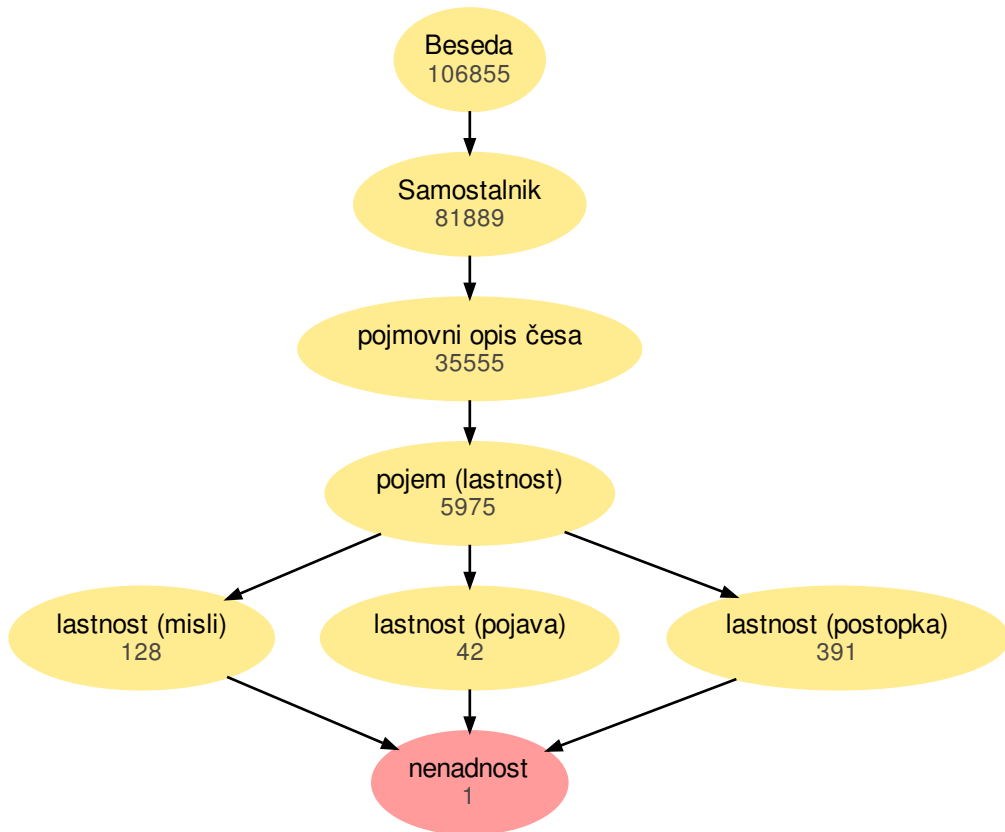 Beseda
106855
Samostalnik
81889
pojmovni opis česa
35555
pojem (lastnost)
5975
lastnost (misli)
128
lastnost (pojava)
42
lastnost (postopka)
391
nenadnost
1